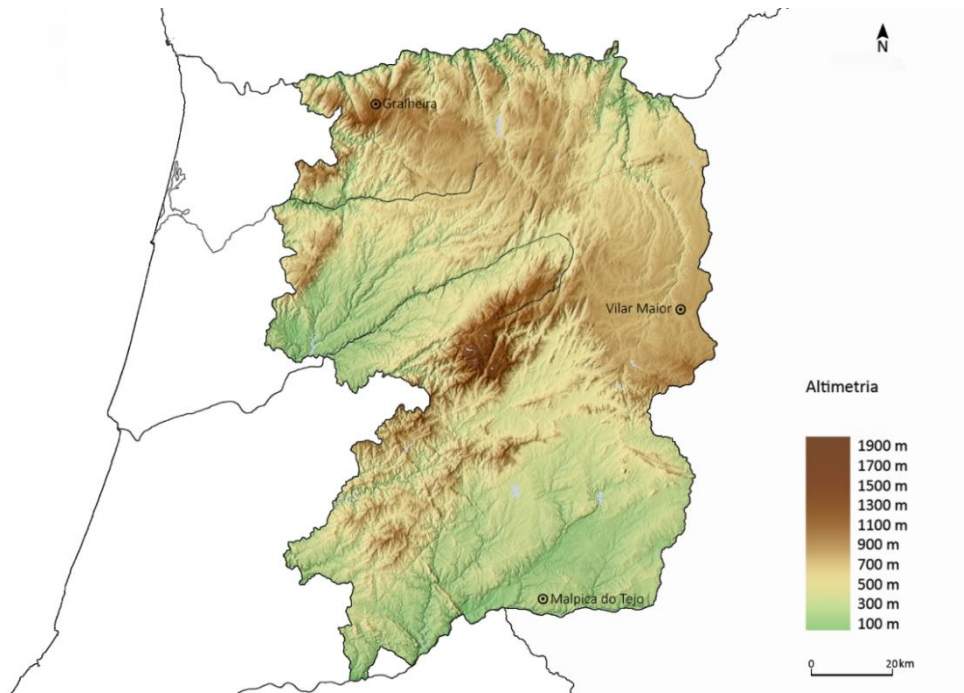 N
Gralheira
Vilar Maior
Malpica do Tejo
Altimetria
1900 m
1700 m
1500 m
1300 m
1100 m
900 m
700 m
500 m
300 m
100 m
0 20km